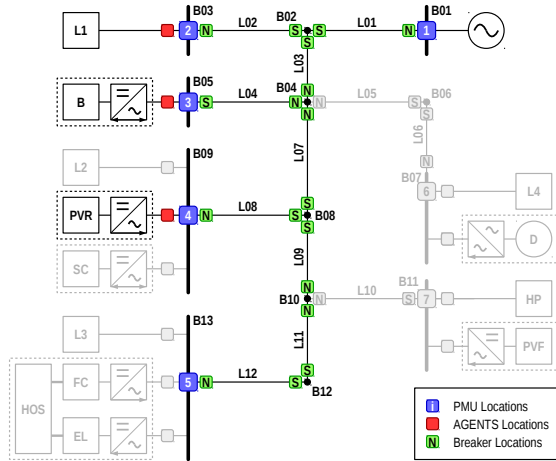 B03 B02 B01
L1 2 N L02 S S L01 N 1
L03
B05 B04
B 3 S L04 N N N L05 S B06
N S
L06
B09
L2 L07 N
B07
PVR 4 N L08 S S B08 6 L4
S
SC L09 D
N B11
B10 N L10 S 7 HP
B13 N
L3 L11 PVF
S
HOS FC 5 N L12 S B12
EL
i PMU Locations
AGENTS Locations
N Breaker Locations